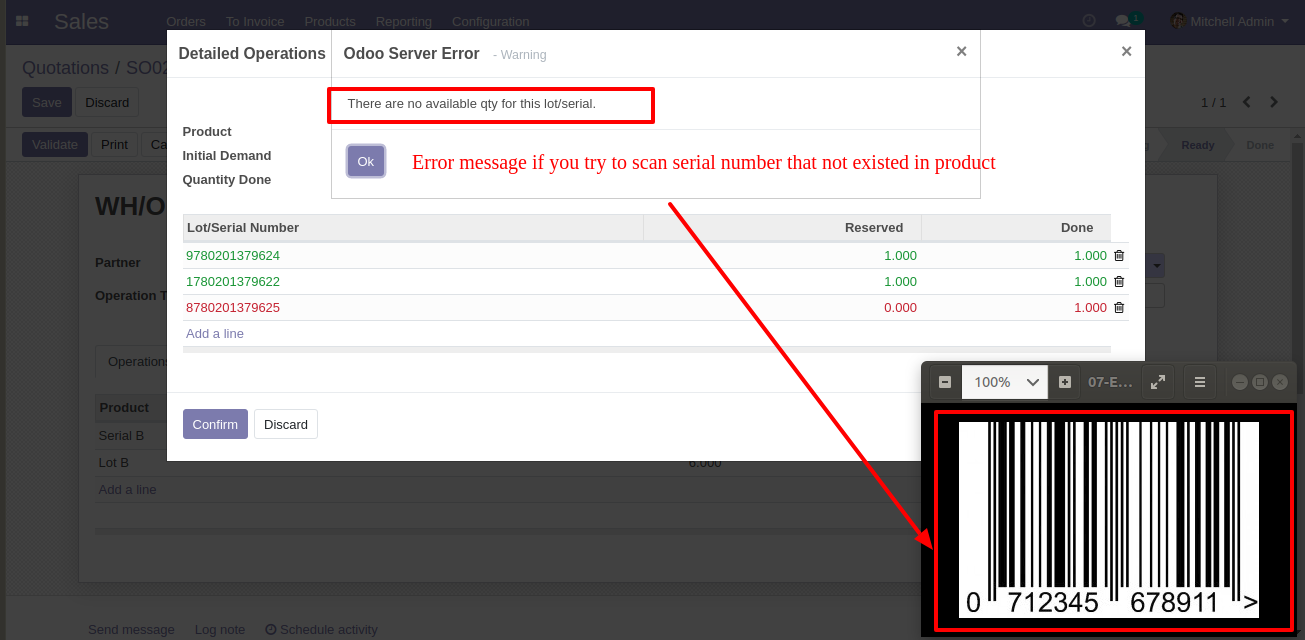 Sales
Orders
To Invoice
Products
Reporting
Configuration
1
Mitchell Admin
Quotations / SO02
Save
Discard
1 / 1
Validate
Print
Ca
Ready
Done
Detailed Operations
Odoo Server Error
- Warning
×
×
There are no available qty for this lot/serial.
Ok
Error message if you try to scan serial number that not existed in product
Product
Initial Demand
Quantity Done
WH/O
Partner
Operation T
Lot/Serial Number
Reserved
Done
9780201379624
1.000
1.000
1780201379622
1.000
1.000
8780201379625
0.000
1.000
Add a line
Operations
Confirm
Discard
Product
Serial B
Lot B
6.000
Add a line
100%
07-E...
0 712345 678911 >
Send message
Log note
Schedule activity